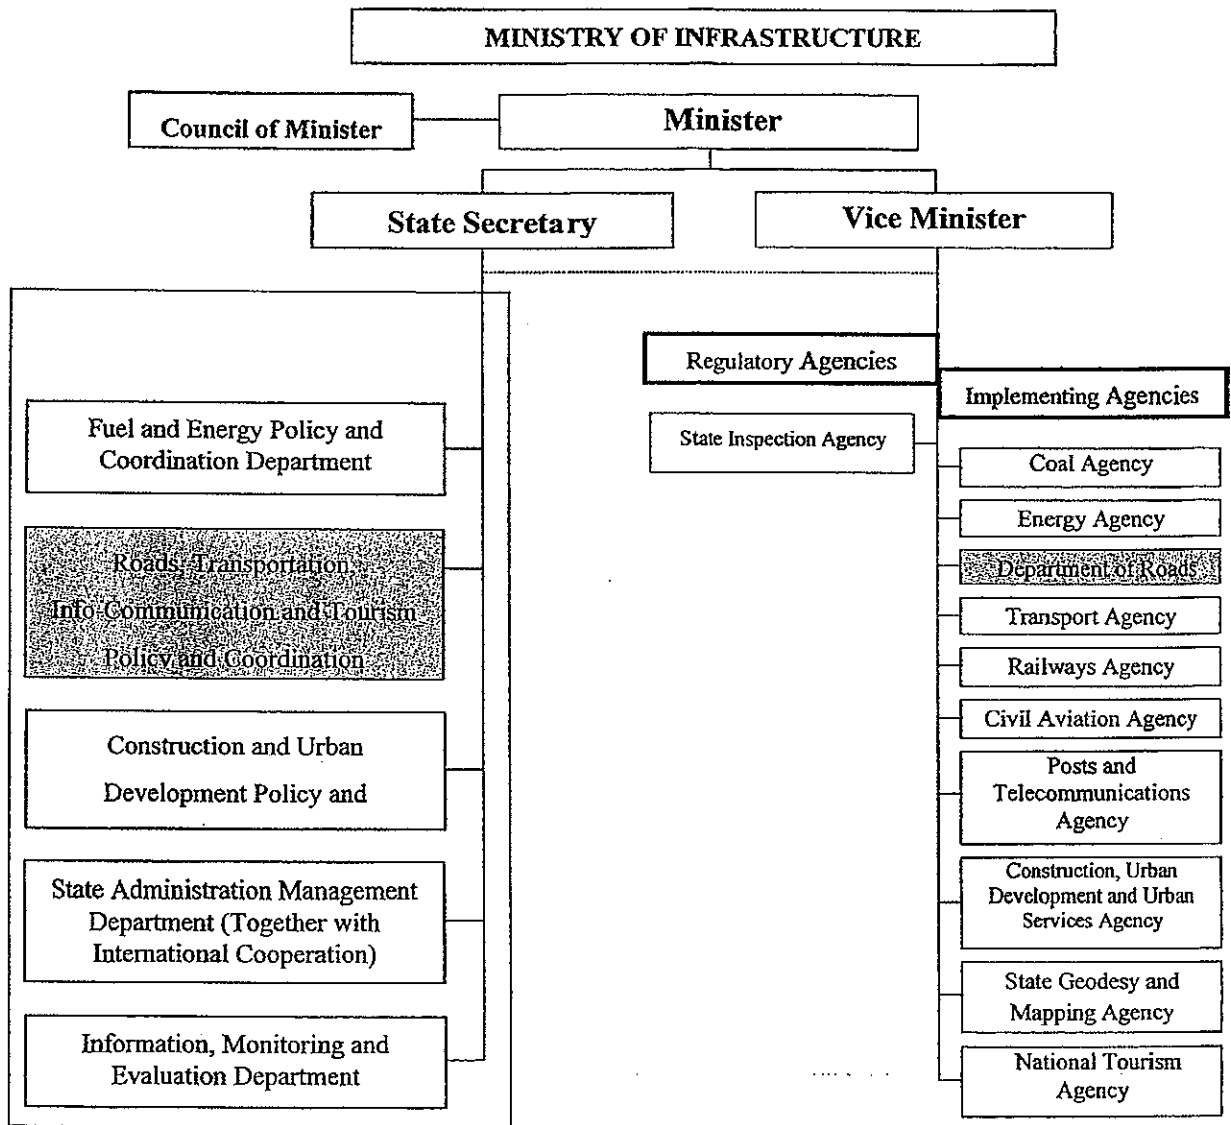 MINISTRY OF INFRASTRUCTURE
Council of Minister
Minister
State Secretary
Vice Minister
Fuel and Energy Policy and
Coordination Department
Roads, Transportation
Info-Communication and Tourism
Policy and Coordination
Construction and Urban
Development Policy and
State Administration Management
Department (Together with
International Cooperation)
Information, Monitoring and
Evaluation Department
Regulatory Agencies
State Inspection Agency
Implementing Agencies
Coal Agency
Energy Agency
Department of Roads
Transport Agency
Railways Agency
Civil Aviation Agency
Posts and
Telecommunications
Agency
Construction, Urban
Development and Urban
Services Agency
State Geodesy and
Mapping Agency
National Tourism
Agency